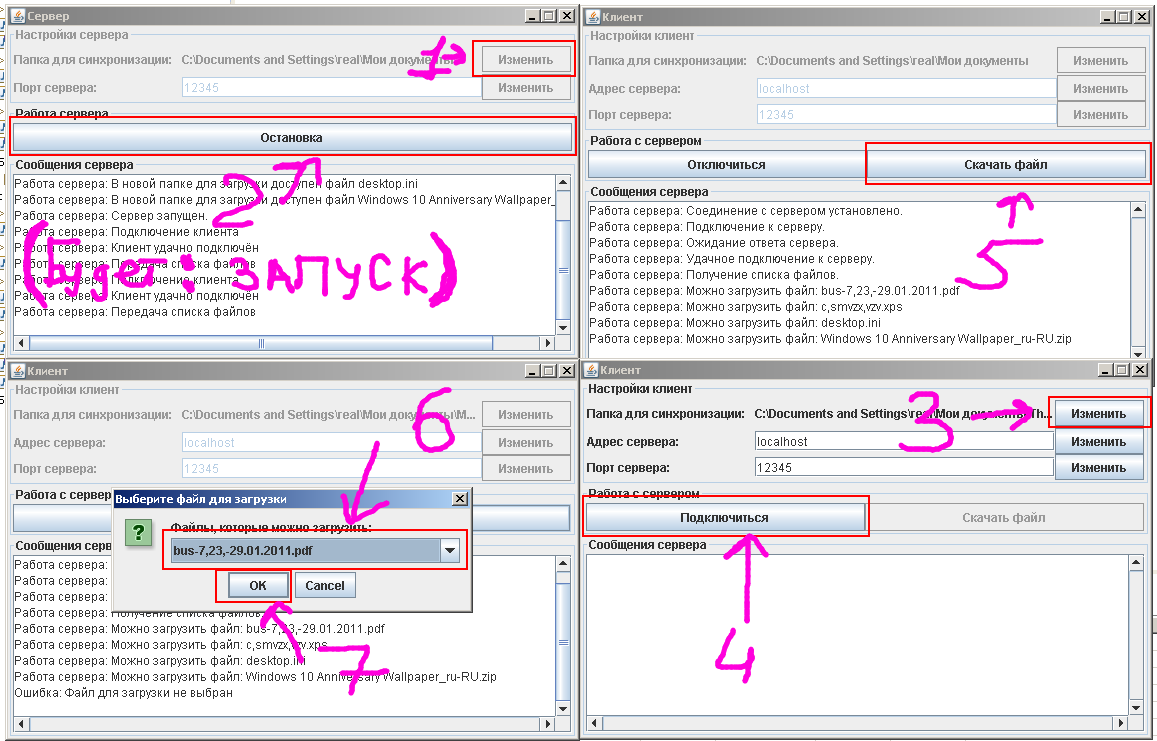 Сервер
Настройки сервера
Папка для синхронизации: C:\Documents and Settings\real\Мои документы
1
Изменить
Порт сервера:
12345
Изменить
Работа сервера
Остановка
2
(будет: ЗАПУСК)
Сообщения сервера
Работа сервера: В новой папке для загрузки доступен файл desktop.ini
Работа сервера: В новой папке для загрузки доступен файл Windows 10 Anniversary Wallpaper_
Работа сервера: Сервер запущен.
Работа сервера: Подключение клиента
Работа сервера: Клиент удачно подключён
Работа сервера: Передача списка файлов
Работа сервера: Подключение клиента
Работа сервера: Клиент удачно подключён
Работа сервера: Передача списка файлов
Клиент
Настройки клиент
Папка для синхронизации: C:\Documents and Settings\real\Мои документы
Изменить
Адрес сервера:
localhost
Изменить
Порт сервера:
12345
Изменить
Работа с сервером
Отключиться
Скачать файл
5
Сообщения сервера
Работа сервера: Соединение с сервером установлено.
Работа сервера: Подключение к серверу.
Работа сервера: Ожидание ответа сервера.
Работа сервера: Удачное подключение к серверу.
Работа сервера: Получение списка файлов.
Работа сервера: Можно загрузить файл: bus-7,23,-29.01.2011.pdf
Работа сервера: Можно загрузить файл: c,smvzx,vzv.xps
Работа сервера: Можно загрузить файл: desktop.ini
Работа сервера: Можно загрузить файл: Windows 10 Anniversary Wallpaper_ru-RU.zip
Клиент
Настройки клиент
Папка для синхронизации: C:\Documents and Settings\real\Мои документы\M...
Изменить
6
Адрес сервера:
localhost
Изменить
Порт сервера:
12345
Изменить
Работа с сервер
Выберите файл для загрузки
Файлы, которые можно загрузить:
bus-7,23,-29.01.2011.pdf
OK
Cancel
7
Сообщения серв
Работа сервера:
Работа сервера:
Работа сервера:
Работа сервера: Получение списка файлов.
Работа сервера: Можно загрузить файл: bus-7,23,-29.01.2011.pdf
Работа сервера: Можно загрузить файл: c,smvzx,vzv.xps
Работа сервера: Можно загрузить файл: desktop.ini
Работа сервера: Можно загрузить файл: Windows 10 Anniversary Wallpaper_ru-RU.zip
Ошибка: Файл для загрузки не выбран
Клиент
Настройки клиент
Папка для синхронизации: C:\Documents and Settings\real\Мои документы\Th...
3
Изменить
Адрес сервера:
localhost
Изменить
Порт сервера:
12345
Изменить
Работа с сервером
Подключиться
Скачать файл
4
Сообщения сервера